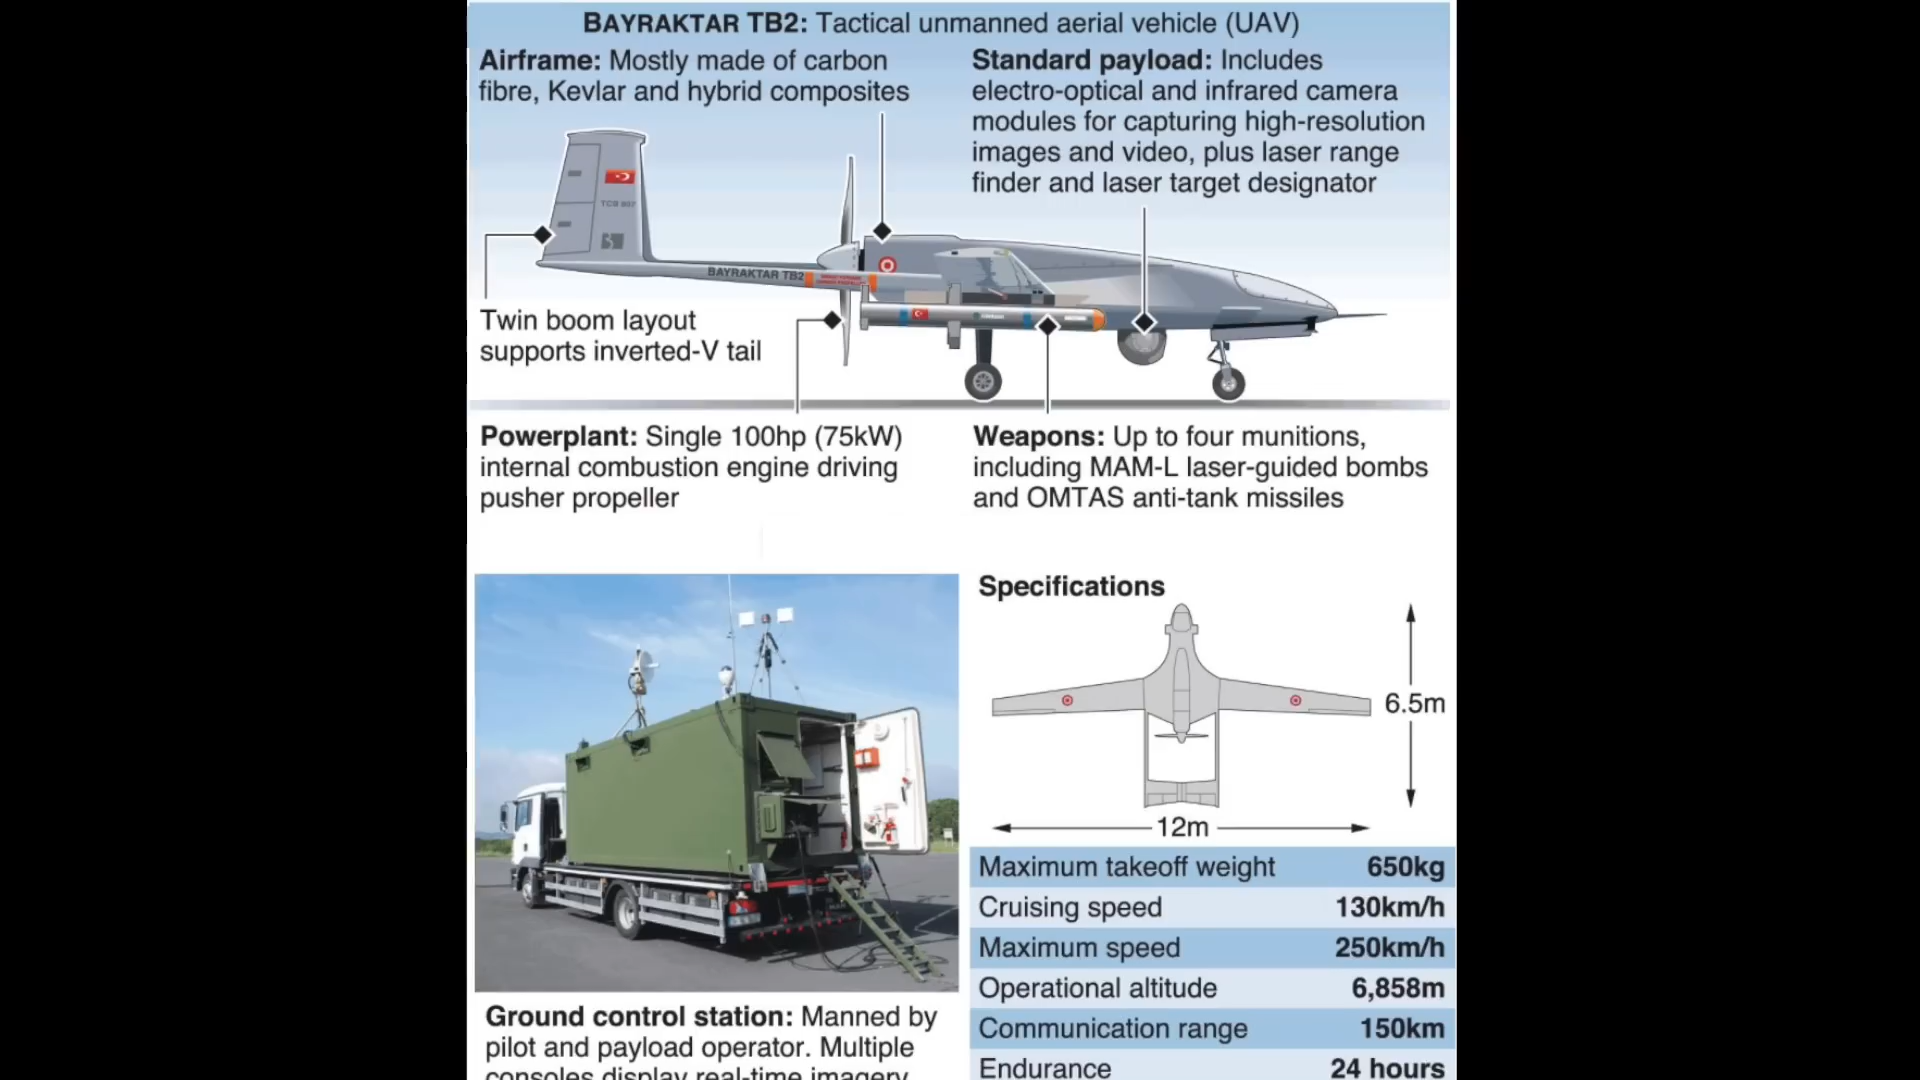 BAYRAKTAR TB2: Tactical unmanned aerial vehicle (UAV)
Airframe: Mostly made of carbon
fibre, Kevlar and hybrid composites
Standard payload: Includes
electro-optical and infrared camera
modules for capturing high-resolution
images and video, plus laser range
finder and laser target designator
BAYRAKTAR TB2
Twin boom layout
supports inverted-V tail
Powerplant: Single 100hp (75kW)
internal combustion engine driving
pusher propeller
Weapons: Up to four munitions,
including MAM-L laser-guided bombs
and OMTAS anti-tank missiles
Specifications
6.5m
12m
Maximum takeoff weight 650kg
Cruising speed 130km/h
Maximum speed 250km/h
Operational altitude 6,858m
Communication range 150km
Endurance 24 hours
Ground control station: Manned by
pilot and payload operator. Multiple
consoles display real-time imagery